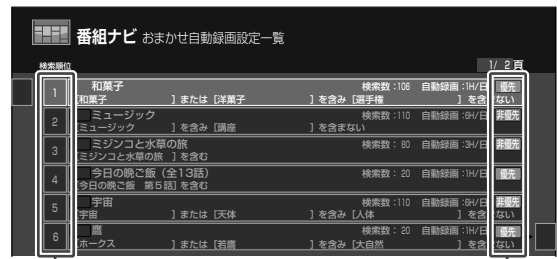 番組ナビ おまかせ自動録画設定一覧
検索順位
1/ 2頁
1 和菓子 検索数：106 自動録画：1H/日 優先
[和菓子 ] または [洋菓子 ] を含み [選手権 ] を含まない
2 ミュージック 検索数：110 自動録画：6H/日 非優先
[ミュージック ] を含み [講座 ] を含まない
3 ミジンコと水草の旅 検索数： 80 自動録画：3H/日 非優先
[ミジンコと水草の旅 ] を含む
4 今日の晩ご飯（全13話） 検索数： 20 自動録画：1H/日 優先
[今日の晩ご飯 第5話] を含む
5 宇宙 検索数：110 自動録画：6H/日 非優先
[宇宙 ] または [天体 ] を含み [人体 ] を含まない
6 鷹 検索数： 20 自動録画：1H/日 優先
[ホークス ] または [若鷹 ] を含み [大自然 ] を含まない